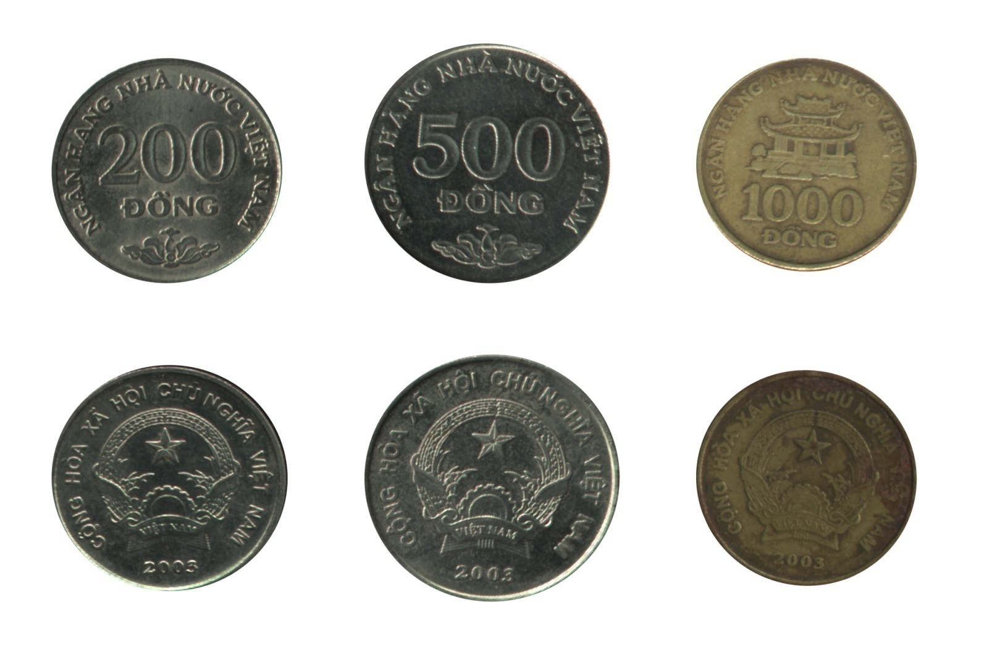 NGÂN HANG NHÀ NƯỚC VIỆT NAM
200
ĐỒNG
NGÂN HÀNG NHÀ NƯỚC VIỆT NAM
500
ĐỒNG
NGÂN HÀNG NHÀ NƯỚC VIỆT NAM
1000
ĐỒNG
CỘNG HÒA XÃ HỘI CHỦ NGHĨA VIỆT NAM
VIỆT NAM
2003
CỘNG HÒA XÃ HỘI CHỦ NGHĨA VIỆT NAM
VIỆT NAM
2003
CỘNG HÒA XÃ HỘI CHỦ NGHĨA VIỆT NAM
VIỆT NAM
2003